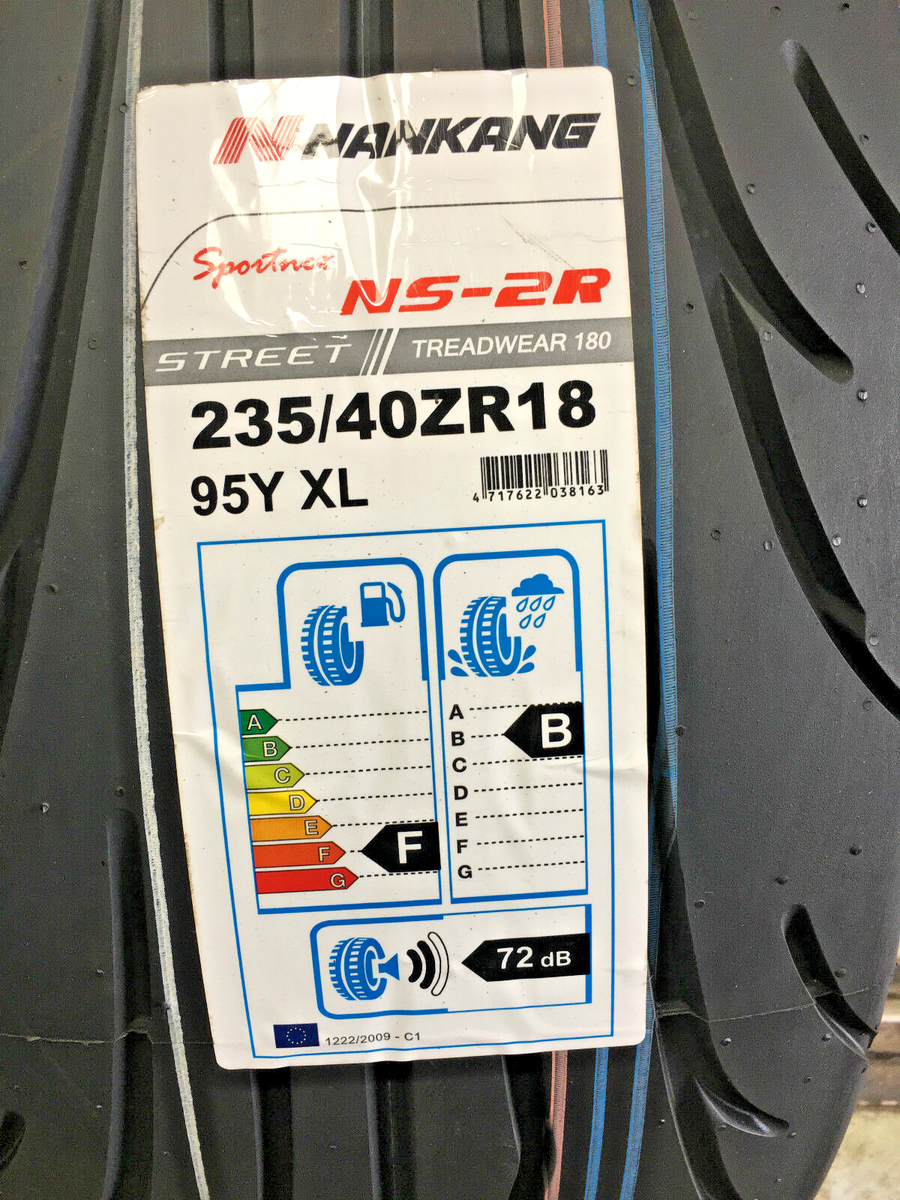 NANKANG
Sportnex
NS-2R
STREET TREADWEAR 180
235/40ZR18
95Y XL
4 717622 038163
A
B
C
D
E
F
G
F
A
B
C
D
E
F
G
B
72 dB
1222/2009 - C1